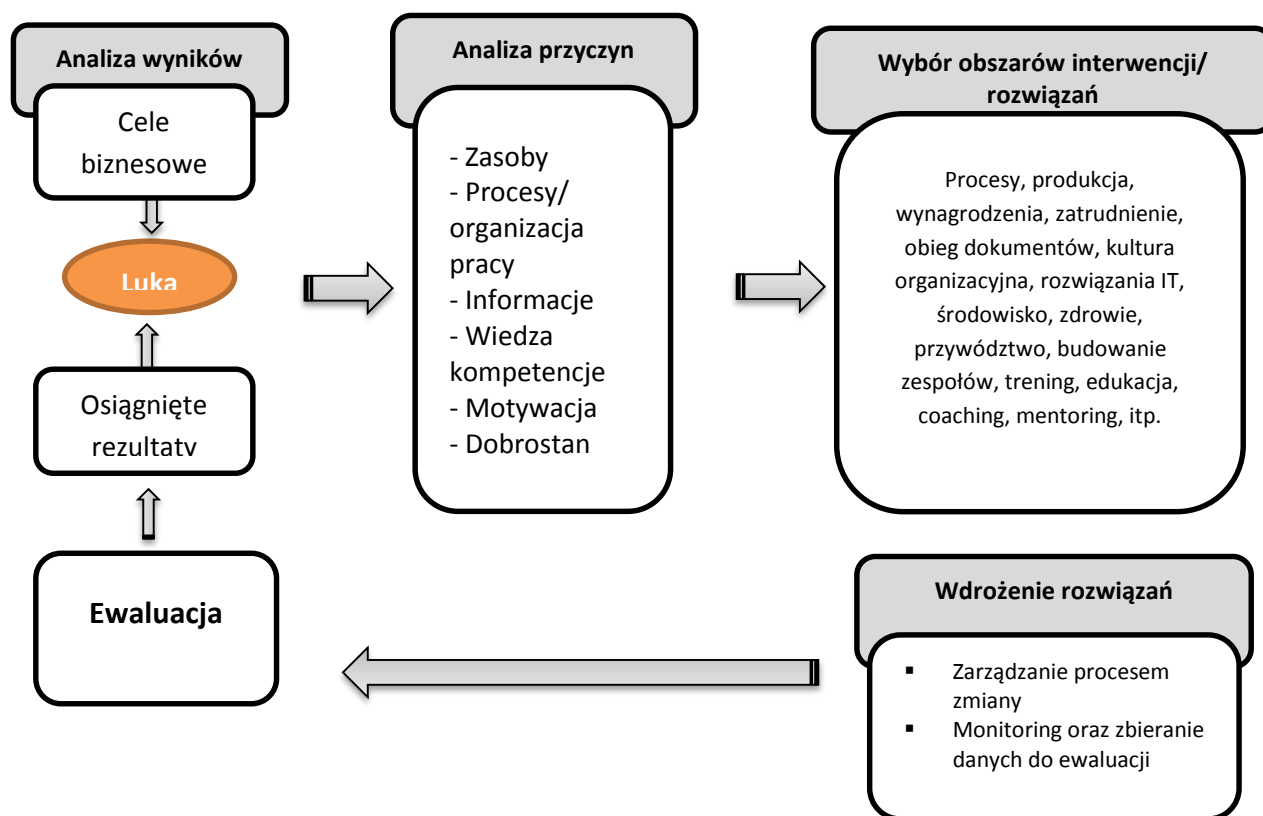 Analiza wyników
Cele
biznesowe
Luka
Osiągnięte
rezultaty
Ewaluacja
Analiza przyczyn
- Zasoby
- Procesy/
organizacja
pracy
- Informacje
- Wiedza
kompetencje
- Motywacja
- Dobrostan
Wybór obszarów interwencji/
rozwiązań
Procesy, produkcja,
wynagrodzenia, zatrudnienie,
obieg dokumentów, kultura
organizacyjna, rozwiązania IT,
środowisko, zdrowie,
przywództwo, budowanie
zespołów, trening, edukacja,
coaching, mentoring, itp.
Wdrożenie rozwiązań
▪ Zarządzanie procesem
zmiany
▪ Monitoring oraz zbieranie
danych do ewaluacji